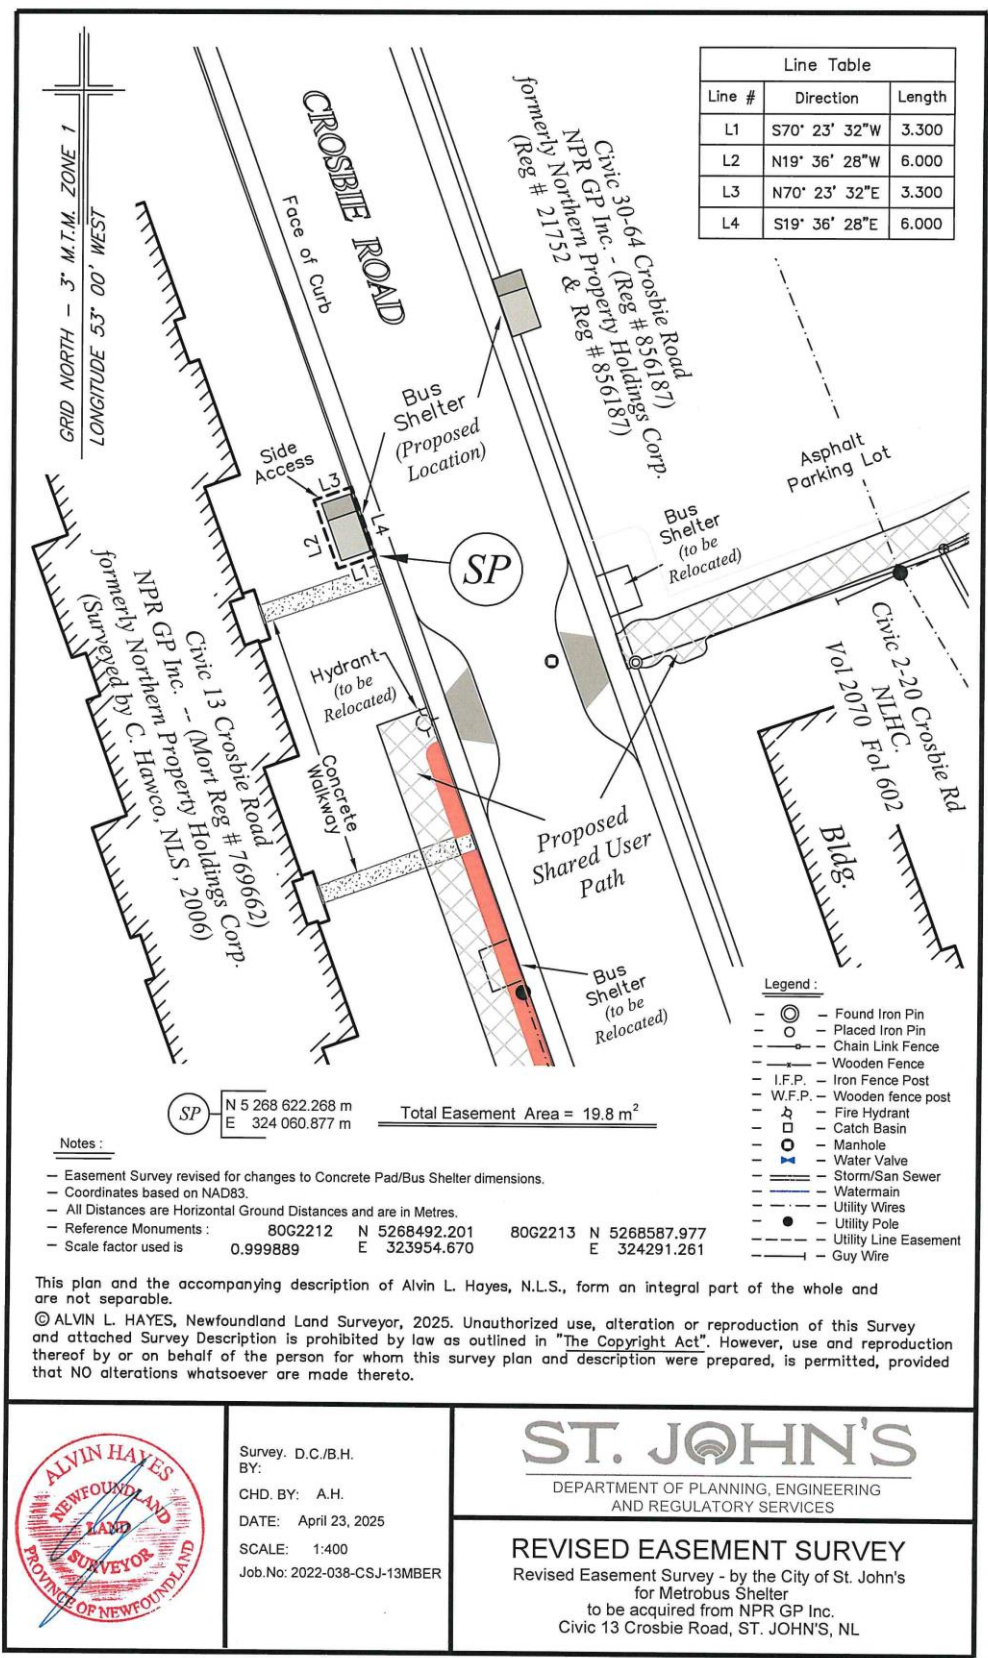 GRID NORTH - 3° M.T.M. ZONE 1
LONGITUDE 53° 00' WEST
CROSBIE ROAD
Face of Curb
Civic 30-64 Crosbie Road
NPR GP Inc. - (Reg # 856187)
formerly Northern Property Holdings Corp.
(Reg # 21752 & Reg #856187)
Line Table
Line # Direction Length
L1 S70° 23' 32"W 3.300
L2 N19° 36' 28"W 6.000
L3 N70° 23' 32"E 3.300
L4 S19° 36' 28"E 6.000
Bus
Shelter
(Proposed
Location)
Side
Access
L3
L4
L2
L1
SP
Asphalt
Parking Lot
Bus
Shelter
(to be
Relocated)
Civic 13 Crosbie Road
NPR GP Inc. -- (Mort Reg # 769662)
formerly Northern Property Holdings Corp.
(Surveyed by C. Hawco, NLS , 2006)
Hydrant
(to be
Relocated)
Concrete
Walkway
Proposed
Shared User
Path
Civic 2-20 Crosbie Rd
NLHC.
Vol 2070 Fol 602
Bldg.
Bus
Shelter
(to be
Relocated)
Legend :
Found Iron Pin
Placed Iron Pin
Chain Link Fence
Wooden Fence
I.F.P. - Iron Fence Post
W.F.P. - Wooden fence post
Fire Hydrant
Catch Basin
Manhole
Water Valve
Storm/San Sewer
Watermain
Utility Wires
Utility Pole
Utility Line Easement
Guy Wire
SP
N 5 268 622.268 m
E 324 060.877 m
Total Easement Area = 19.8 m²
Notes :
- Easement Survey revised for changes to Concrete Pad/Bus Shelter dimensions.
- Coordinates based on NAD83.
- All Distances are Horizontal Ground Distances and are in Metres.
- Reference Monuments : 80G2212 N 5268492.201 80G2213 N 5268587.977
- Scale factor used is 0.999889 E 323954.670 E 324291.261
This plan and the accompanying description of Alvin L. Hayes, N.L.S., form an integral part of the whole and
are not separable.
© ALVIN L. HAYES, Newfoundland Land Surveyor, 2025. Unauthorized use, alteration or reproduction of this Survey
and attached Survey Description is prohibited by law as outlined in "The Copyright Act". However, use and reproduction
thereof by or on behalf of the person for whom this survey plan and description were prepared, is permitted, provided
that NO alterations whatsoever are made thereto.
ALVIN HAYES
NEWFOUNDLAND
LAND
SURVEYOR
PROVINCE OF NEWFOUNDLAND
Survey. D.C./B.H.
BY:
CHD. BY: A.H.
DATE: April 23, 2025
SCALE: 1:400
Job.No: 2022-038-CSJ-13MBER
ST. JOHN'S
DEPARTMENT OF PLANNING, ENGINEERING
AND REGULATORY SERVICES
REVISED EASEMENT SURVEY
Revised Easement Survey - by the City of St. John's
for Metrobus Shelter
to be acquired from NPR GP Inc.
Civic 13 Crosbie Road, ST. JOHN'S, NL